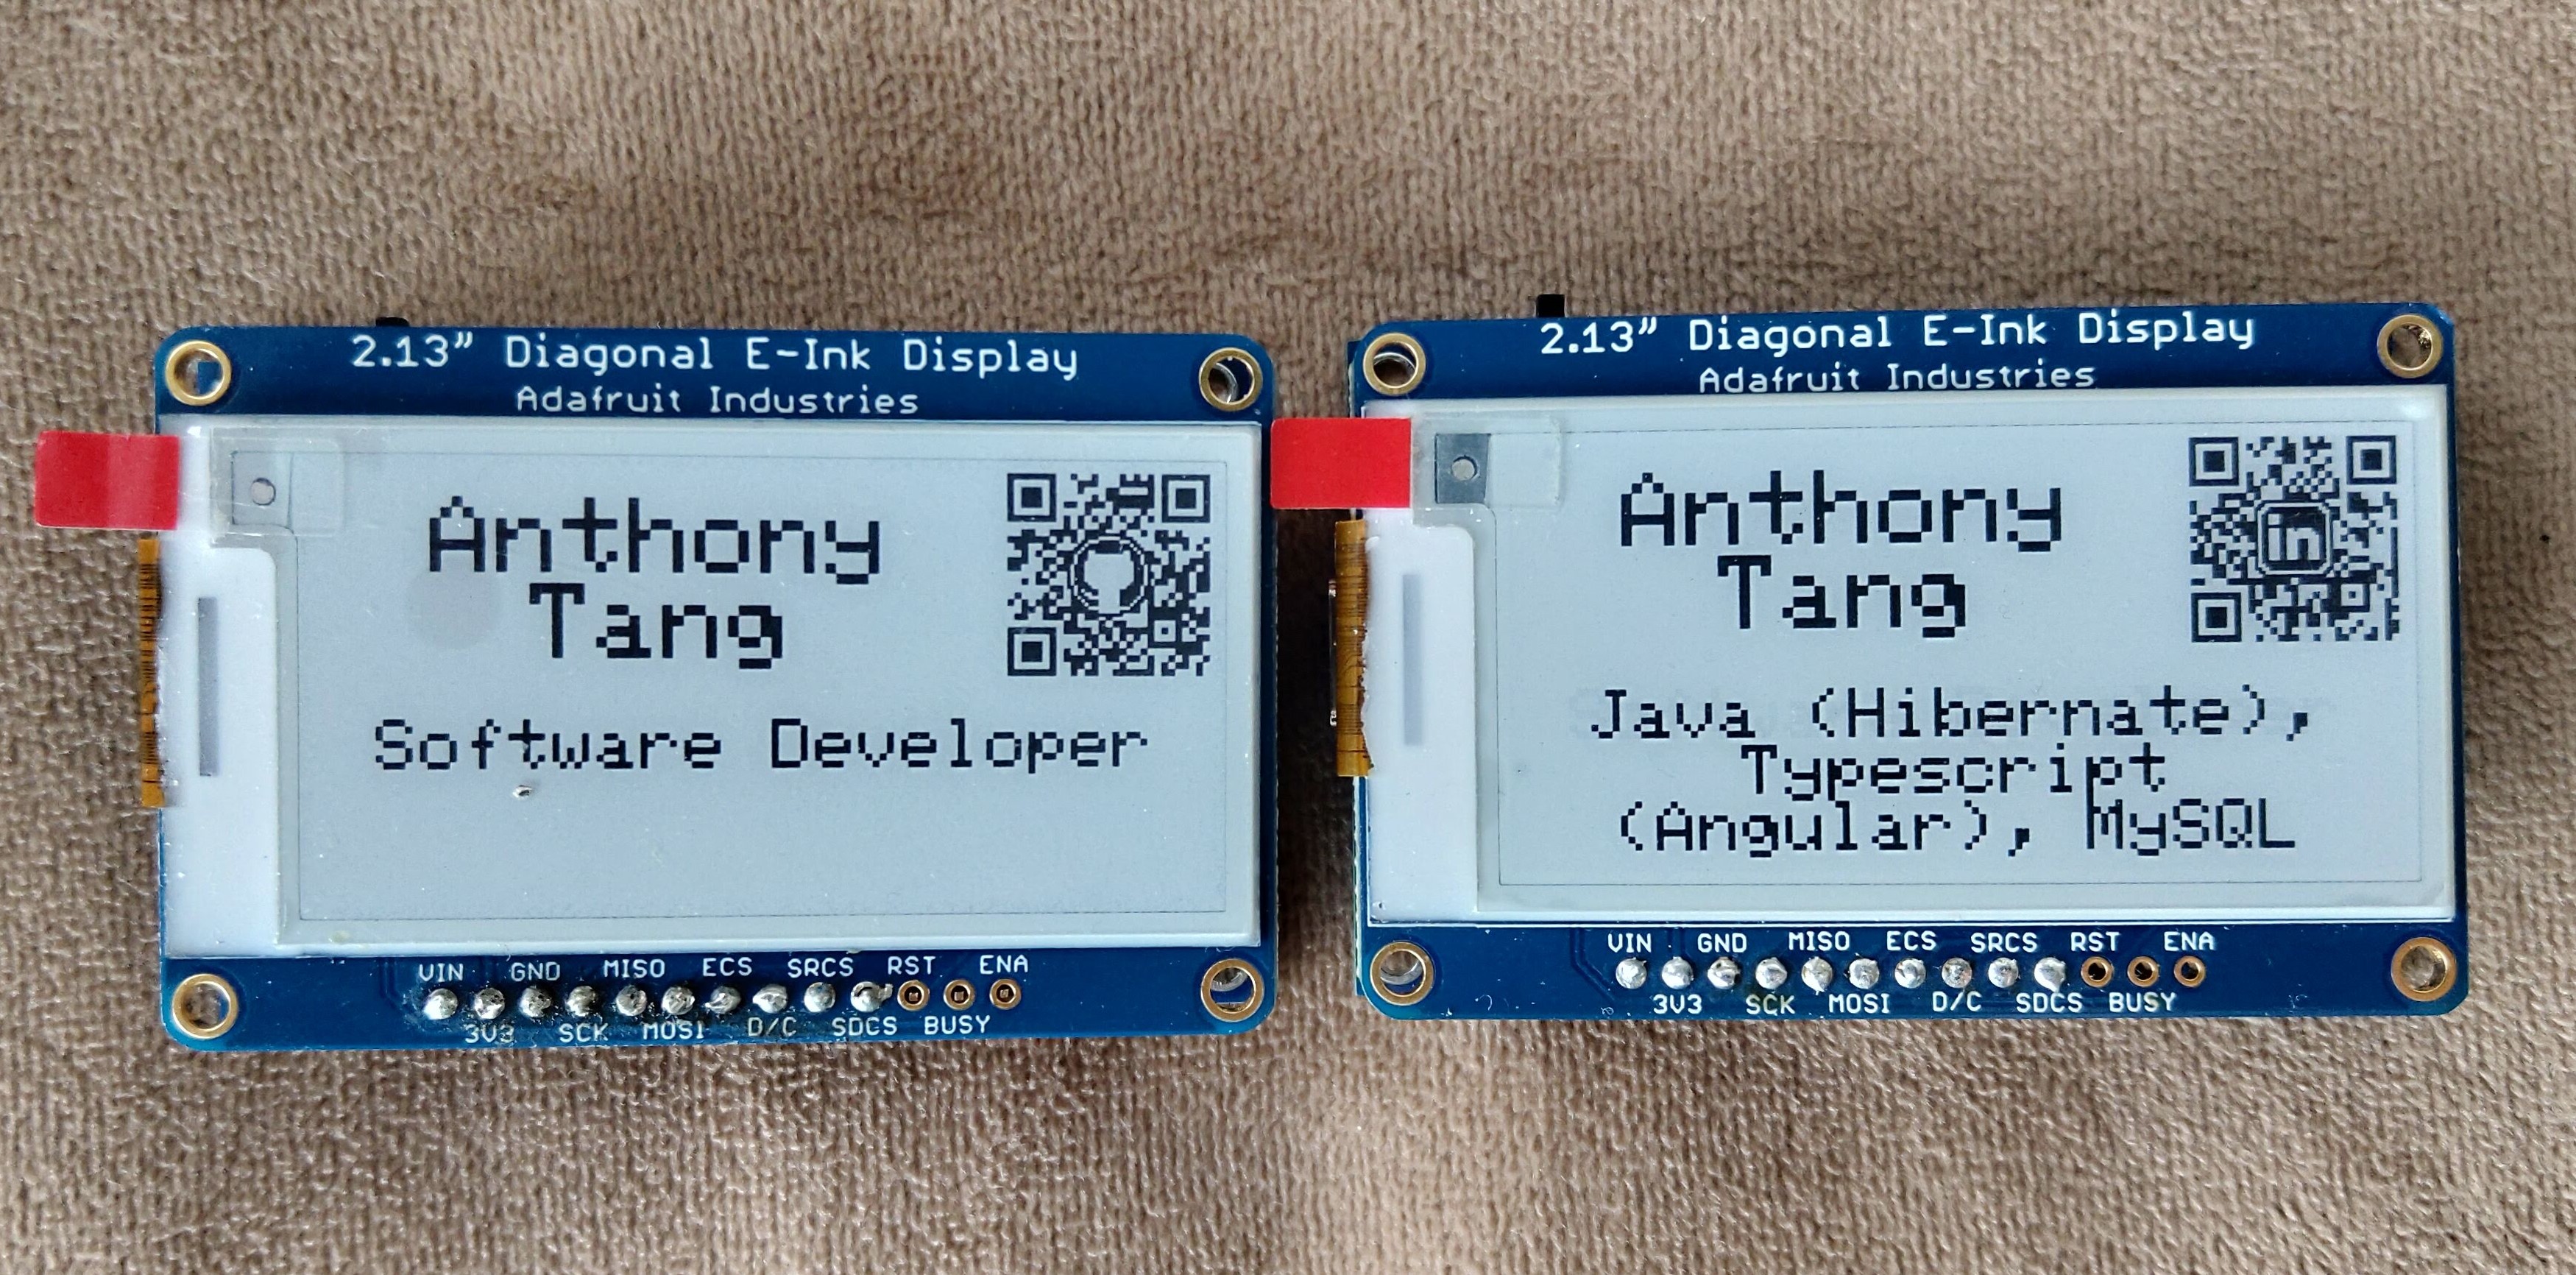 2.13" Diagonal E-Ink Display
Adafruit Industries
Anthony
Tang
Software Developer
VIN GND MISO ECS SRCS RST ENA
3V3 SCK MOSI D/C SDCS BUSY
2.13" Diagonal E-Ink Display
Adafruit Industries
Anthony
Tang
in
Java (Hibernate),
Typescript
(Angular), MySQL
VIN GND MISO ECS SRCS RST ENA
3V3 SCK MOSI D/C SDCS BUSY